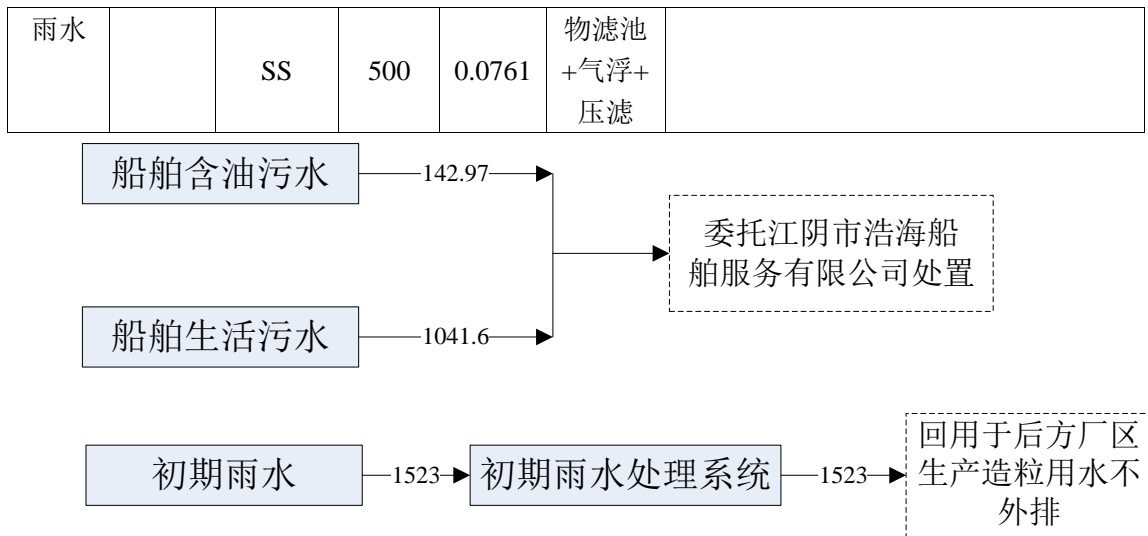 雨水
SS
500
0.0761
物滤池
+气浮+
压滤
船舶含油污水
142.97
委托江阴市浩海船
舶服务有限公司处置
船舶生活污水
1041.6
初期雨水
1523
初期雨水处理系统
1523
回用于后方厂区
生产造粒用水不
外排